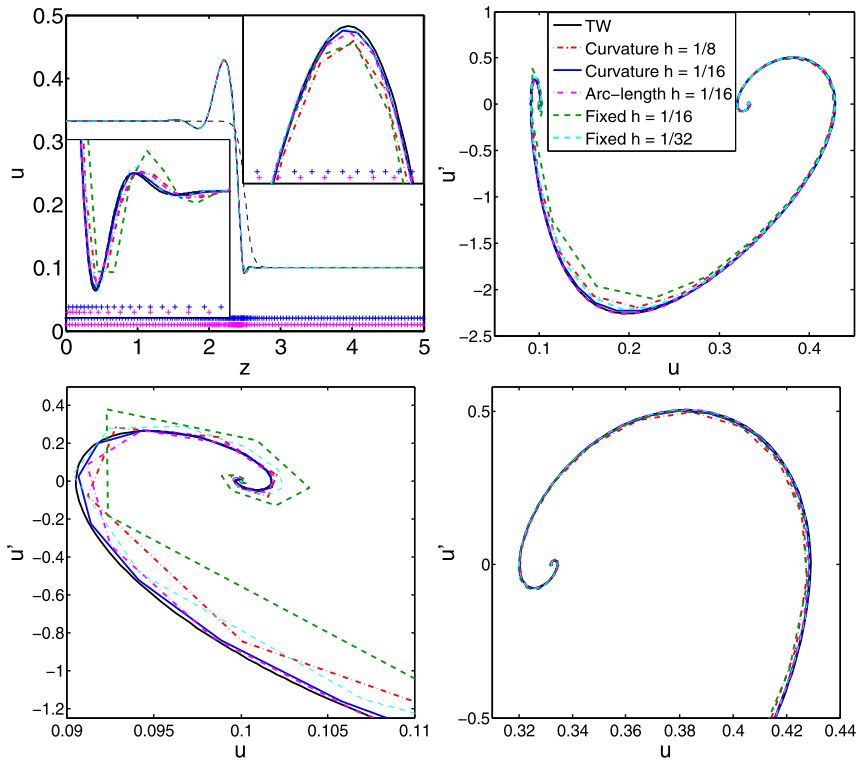 0.5
0.4
0.3
0.2
0.1
0
u
0 1 2 3 4 5
z
1
0.5
0
−0.5
−1
−1.5
−2
−2.5
u'
0.1 0.2 0.3 0.4
u
TW
Curvature h = 1/8
Curvature h = 1/16
Arc-length h = 1/16
Fixed h = 1/16
Fixed h = 1/32
0.4
0.2
0
−0.2
−0.4
−0.6
−0.8
−1
−1.2
u'
0.09 0.095 0.1 0.105 0.11
u
0.5
0
−0.5
u'
0.32 0.34 0.36 0.38 0.4 0.42 0.44
u